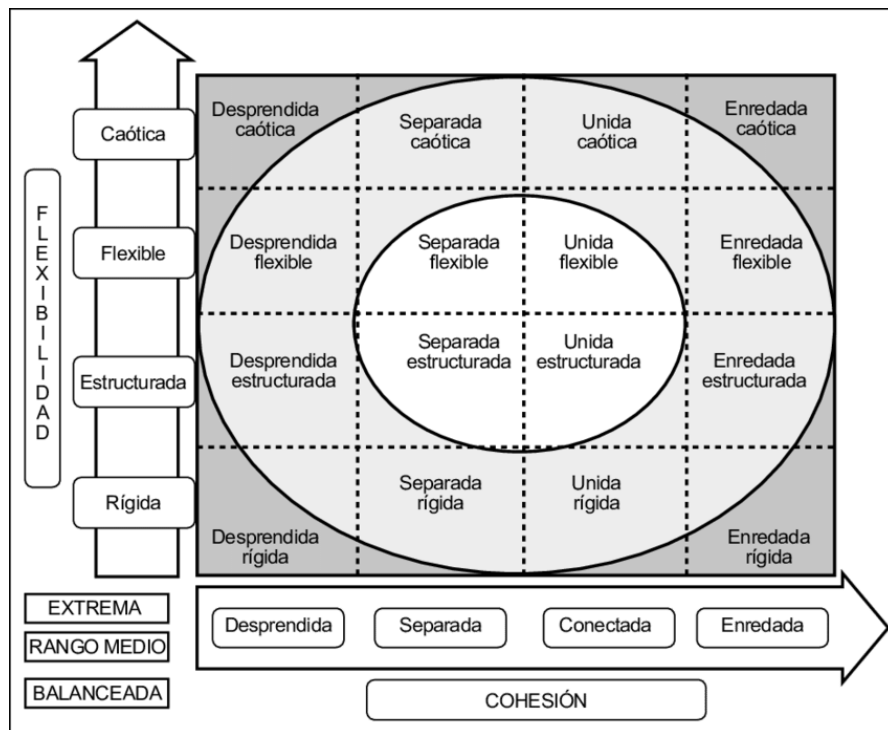 Desprendida
caótica
Separada
caótica
Unida
caótica
Enredada
caótica
Caótica
FLEXIBILIDAD
Flexible
Desprendida
flexible
Separada
flexible
Unida
flexible
Enredada
flexible
Estructurada
Desprendida
estructurada
Separada
estructurada
Unida
estructurada
Enredada
estructurada
Rígida
Desprendida
rígida
Separada
rígida
Unida
rígida
Enredada
rígida
EXTREMA
RANGO MEDIO
BALANCEADA
Desprendida
Separada
Conectada
Enredada
COHESIÓN